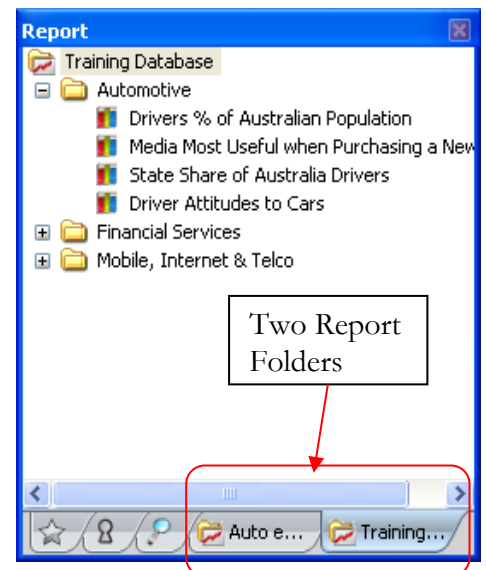 Report
Training Database
Automotive
Drivers % of Australian Population
Media Most Useful when Purchasing a New
State Share of Australia Drivers
Driver Attitudes to Cars
Financial Services
Mobile, Internet & Telco
Two Report
Folders
Auto e... Training...